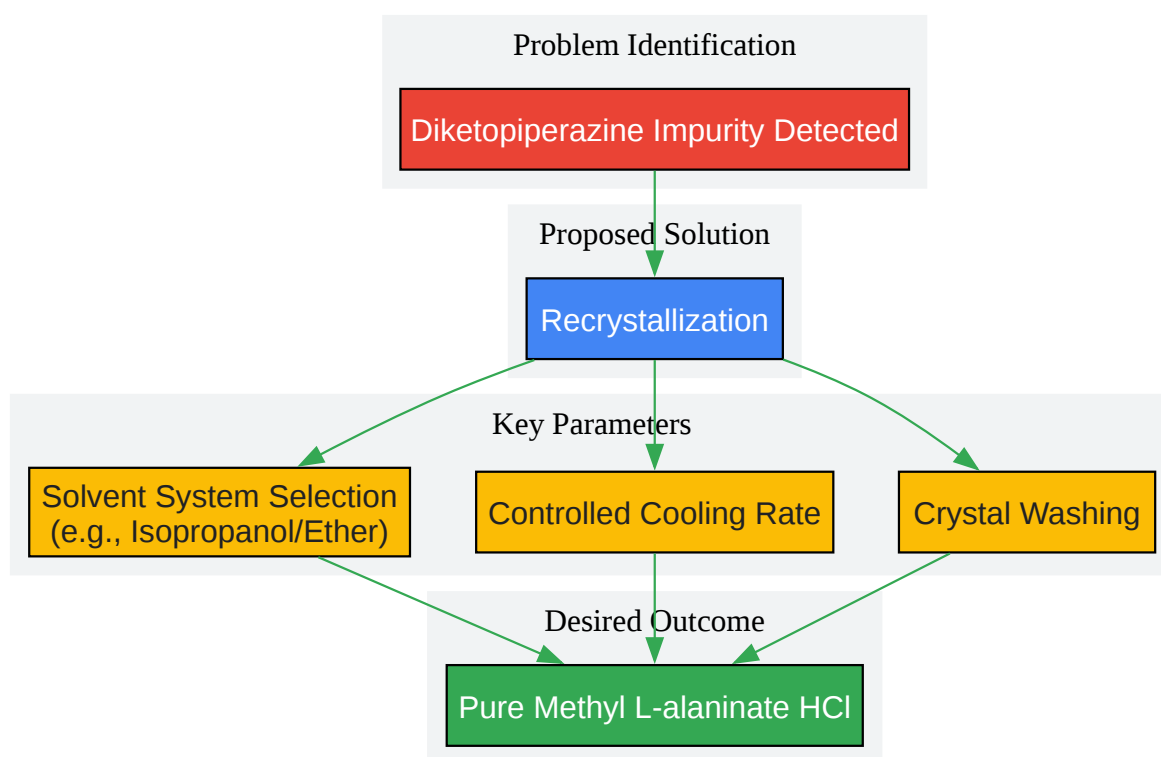 Problem Identification
Diketopiperazine Impurity Detected
Proposed Solution
Recrystallization
Key Parameters
Solvent System Selection
(e.g., Isopropanol/Ether)
Controlled Cooling Rate
Crystal Washing
Desired Outcome
Pure Methyl L-alaninate HCl